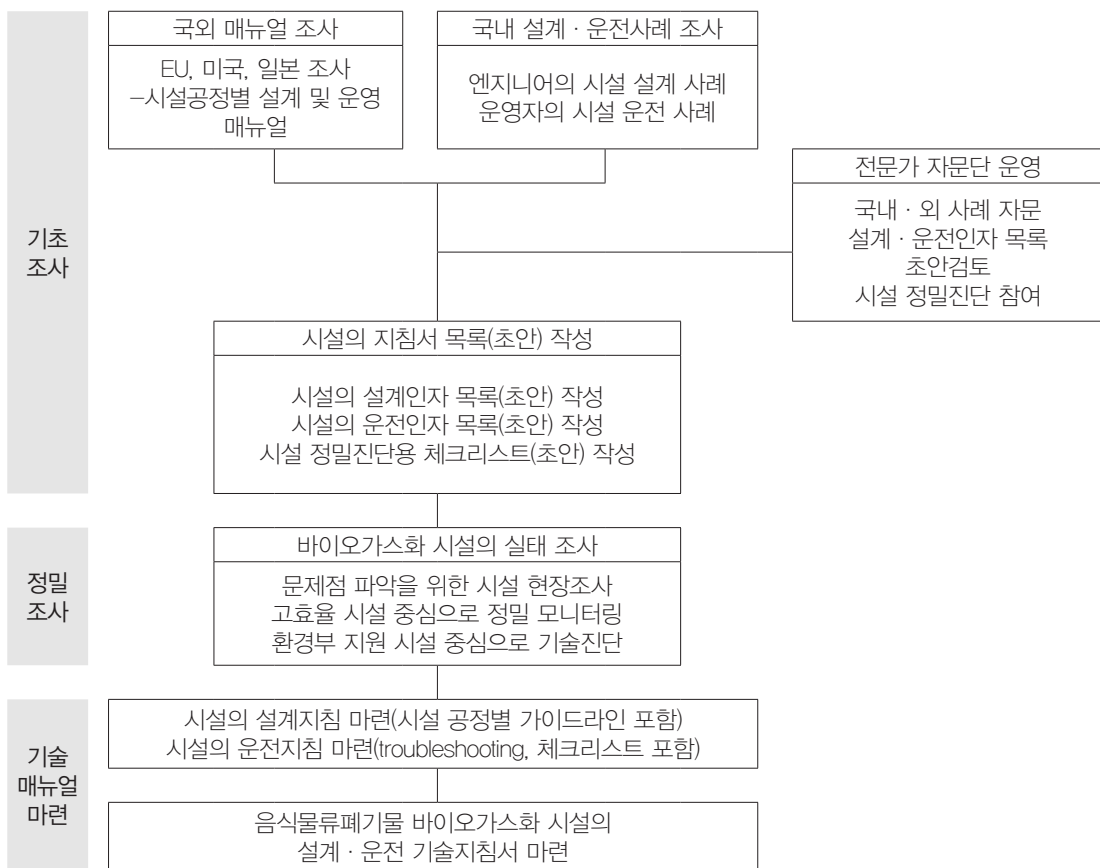 국외 매뉴얼 조사
EU, 미국, 일본 조사
–시설공정별 설계 및 운영
매뉴얼
국내 설계 · 운전사례 조사
엔지니어의 시설 설계 사례
운영자의 시설 운전 사례
전문가 자문단 운영
국내 · 외 사례 자문
설계 · 운전인자 목록
초안검토
시설 정밀진단 참여
기초
조사
시설의 지침서 목록(초안) 작성
시설의 설계인자 목록(초안) 작성
시설의 운전인자 목록(초안) 작성
시설 정밀진단용 체크리스트(초안) 작성
정밀
조사
바이오가스화 시설의 실태 조사
문제점 파악을 위한 시설 현장조사
고효율 시설 중심으로 정밀 모니터링
환경부 지원 시설 중심으로 기술진단
기술
매뉴얼
마련
시설의 설계지침 마련(시설 공정별 가이드라인 포함)
시설의 운전지침 마련(troubleshooting, 체크리스트 포함)
음식물류폐기물 바이오가스화 시설의
설계 · 운전 기술지침서 마련